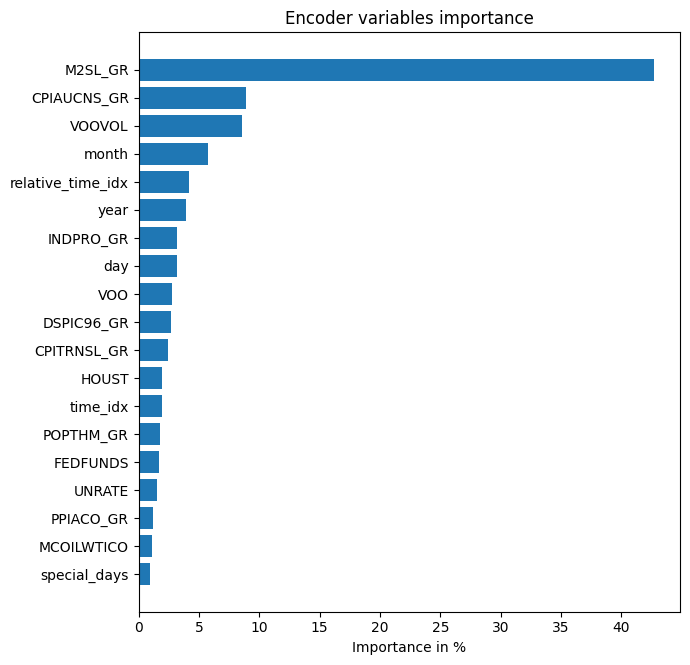 Encoder variables importance
M2SL_GR
CPIAUCNS_GR
VOOVOL
month
relative_time_idx
year
INDPRO_GR
day
VOO
DSPIC96_GR
CPITRNSL_GR
HOUST
time_idx
POPTHM_GR
FEDFUNDS
UNRATE
PPIACO_GR
MCOILWTICO
special_days
0 5 10 15 20 25 30 35 40
Importance in %